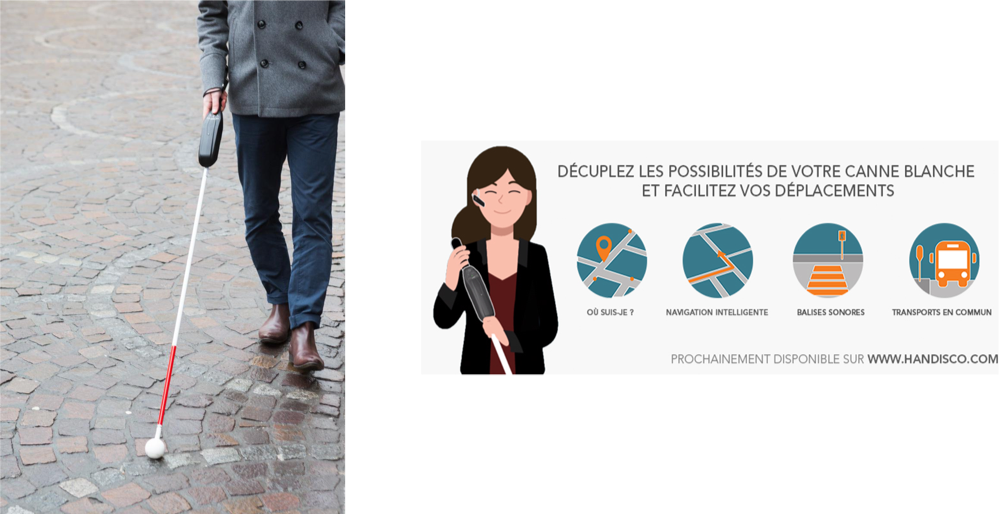 DÉCUPLEZ LES POSSIBILITÉS DE VOTRE CANNE BLANCHE
ET FACILITEZ VOS DÉPLACEMENTS
OÙ SUIS-JE ?
NAVIGATION INTELLIGENTE
BALISES SONORES
TRANSPORTS EN COMMUN
PROCHAINEMENT DISPONIBLE SUR WWW.HANDISCO.COM